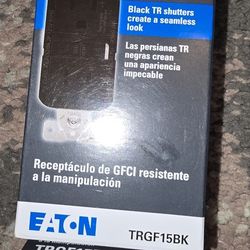 Black TR shutters
create a seamless
look
Las persianas TR
negras crean
una apariencia
impecable
Receptáculo de GFCI resistente
a la manipulación
EATON
TRGF15BK